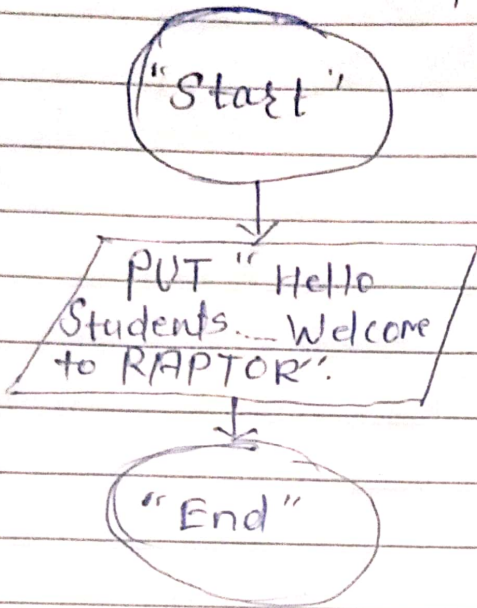 "Start"
PUT "Hello
Students.... Welcome
to RAPTOR".
"End"